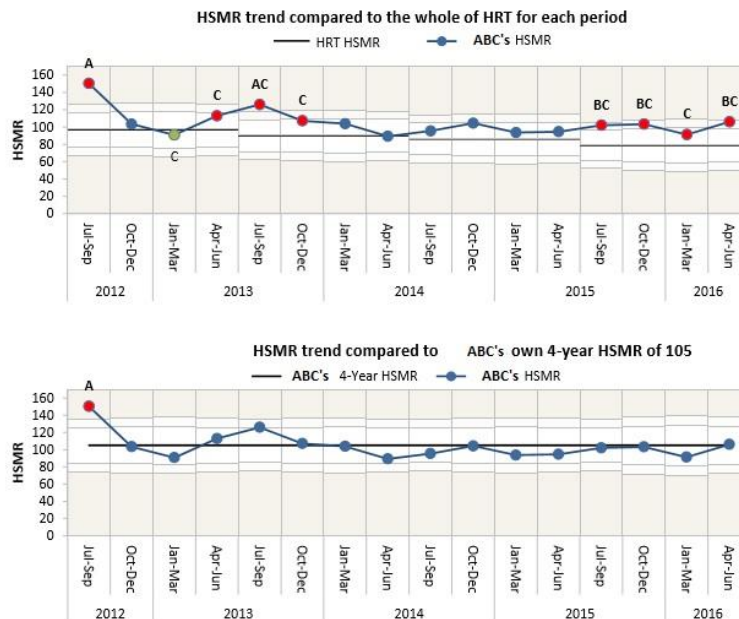 HSMR trend compared to the whole of HRT for each period
HRT HSMR ABC's HSMR
HSMR
160
140
120
100
80
60
40
20
0
A
C
C
AC
C
BC
BC
C
BC
Jul-Sep
Oct-Dec
Jan-Mar
Apr-Jun
Jul-Sep
Oct-Dec
Jan-Mar
Apr-Jun
Jul-Sep
Oct-Dec
Jan-Mar
Apr-Jun
Jul-Sep
Oct-Dec
Jan-Mar
Apr-Jun
2012 2013 2014 2015 2016
HSMR trend compared to ABC's own 4-year HSMR of 105
ABC's 4-Year HSMR ABC's HSMR
HSMR
160
140
120
100
80
60
40
20
0
A
Jul-Sep
Oct-Dec
Jan-Mar
Apr-Jun
Jul-Sep
Oct-Dec
Jan-Mar
Apr-Jun
Jul-Sep
Oct-Dec
Jan-Mar
Apr-Jun
Jul-Sep
Oct-Dec
Jan-Mar
Apr-Jun
2012 2013 2014 2015 2016